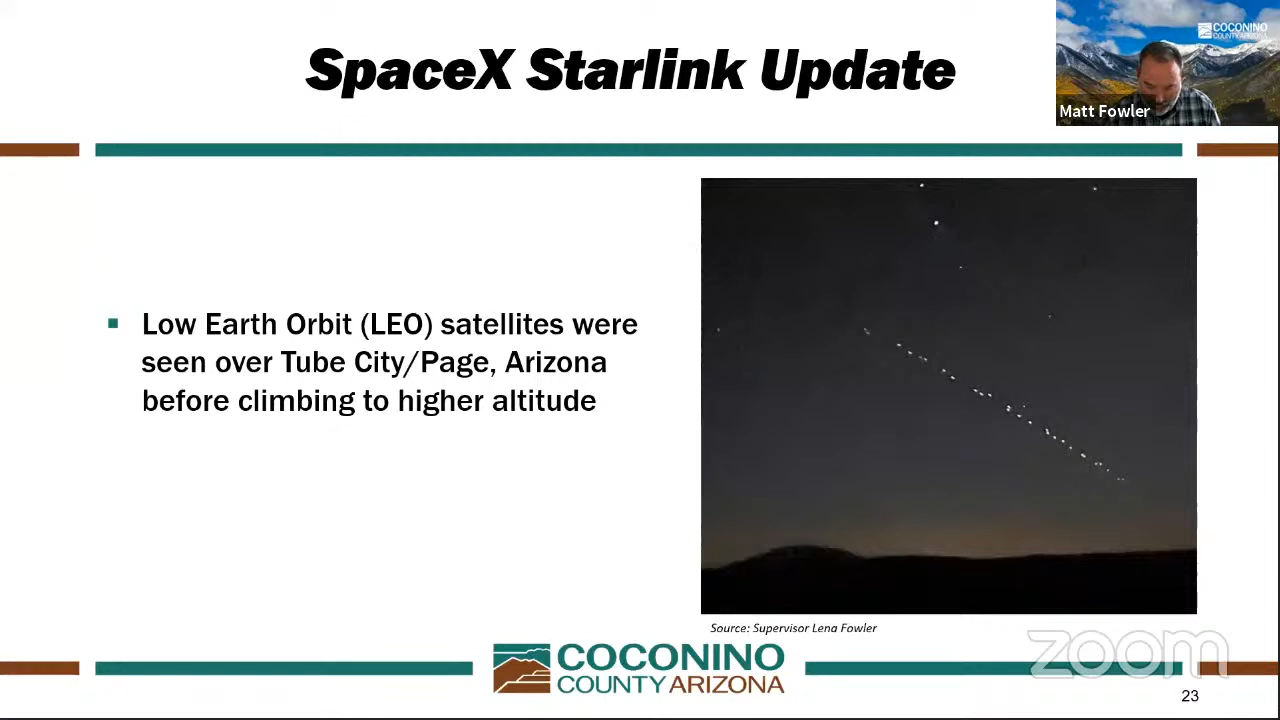 SpaceX Starlink Update
COCONINO
COUNTY ARIZONA
Matt Fowler
▪ Low Earth Orbit (LEO) satellites were
seen over Tube City/Page, Arizona
before climbing to higher altitude
Source: Supervisor Lena Fowler
COCONINO
COUNTY ARIZONA
zoom
23